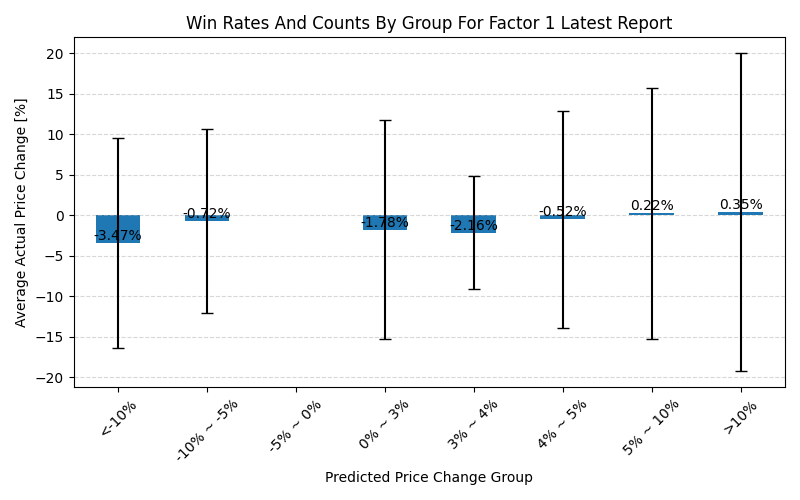 Win Rates And Counts By Group For Factor 1 Latest Report
Average Actual Price Change [%]
20
15
10
5
0
−5
−10
−15
−20
-3.47%
-0.72%
-1.78%
-2.16%
-0.52%
0.22%
0.35%
<-10%
-10% ~ -5%
-5% ~ 0%
0% ~ 3%
3% ~ 4%
4% ~ 5%
5% ~ 10%
>10%
Predicted Price Change Group